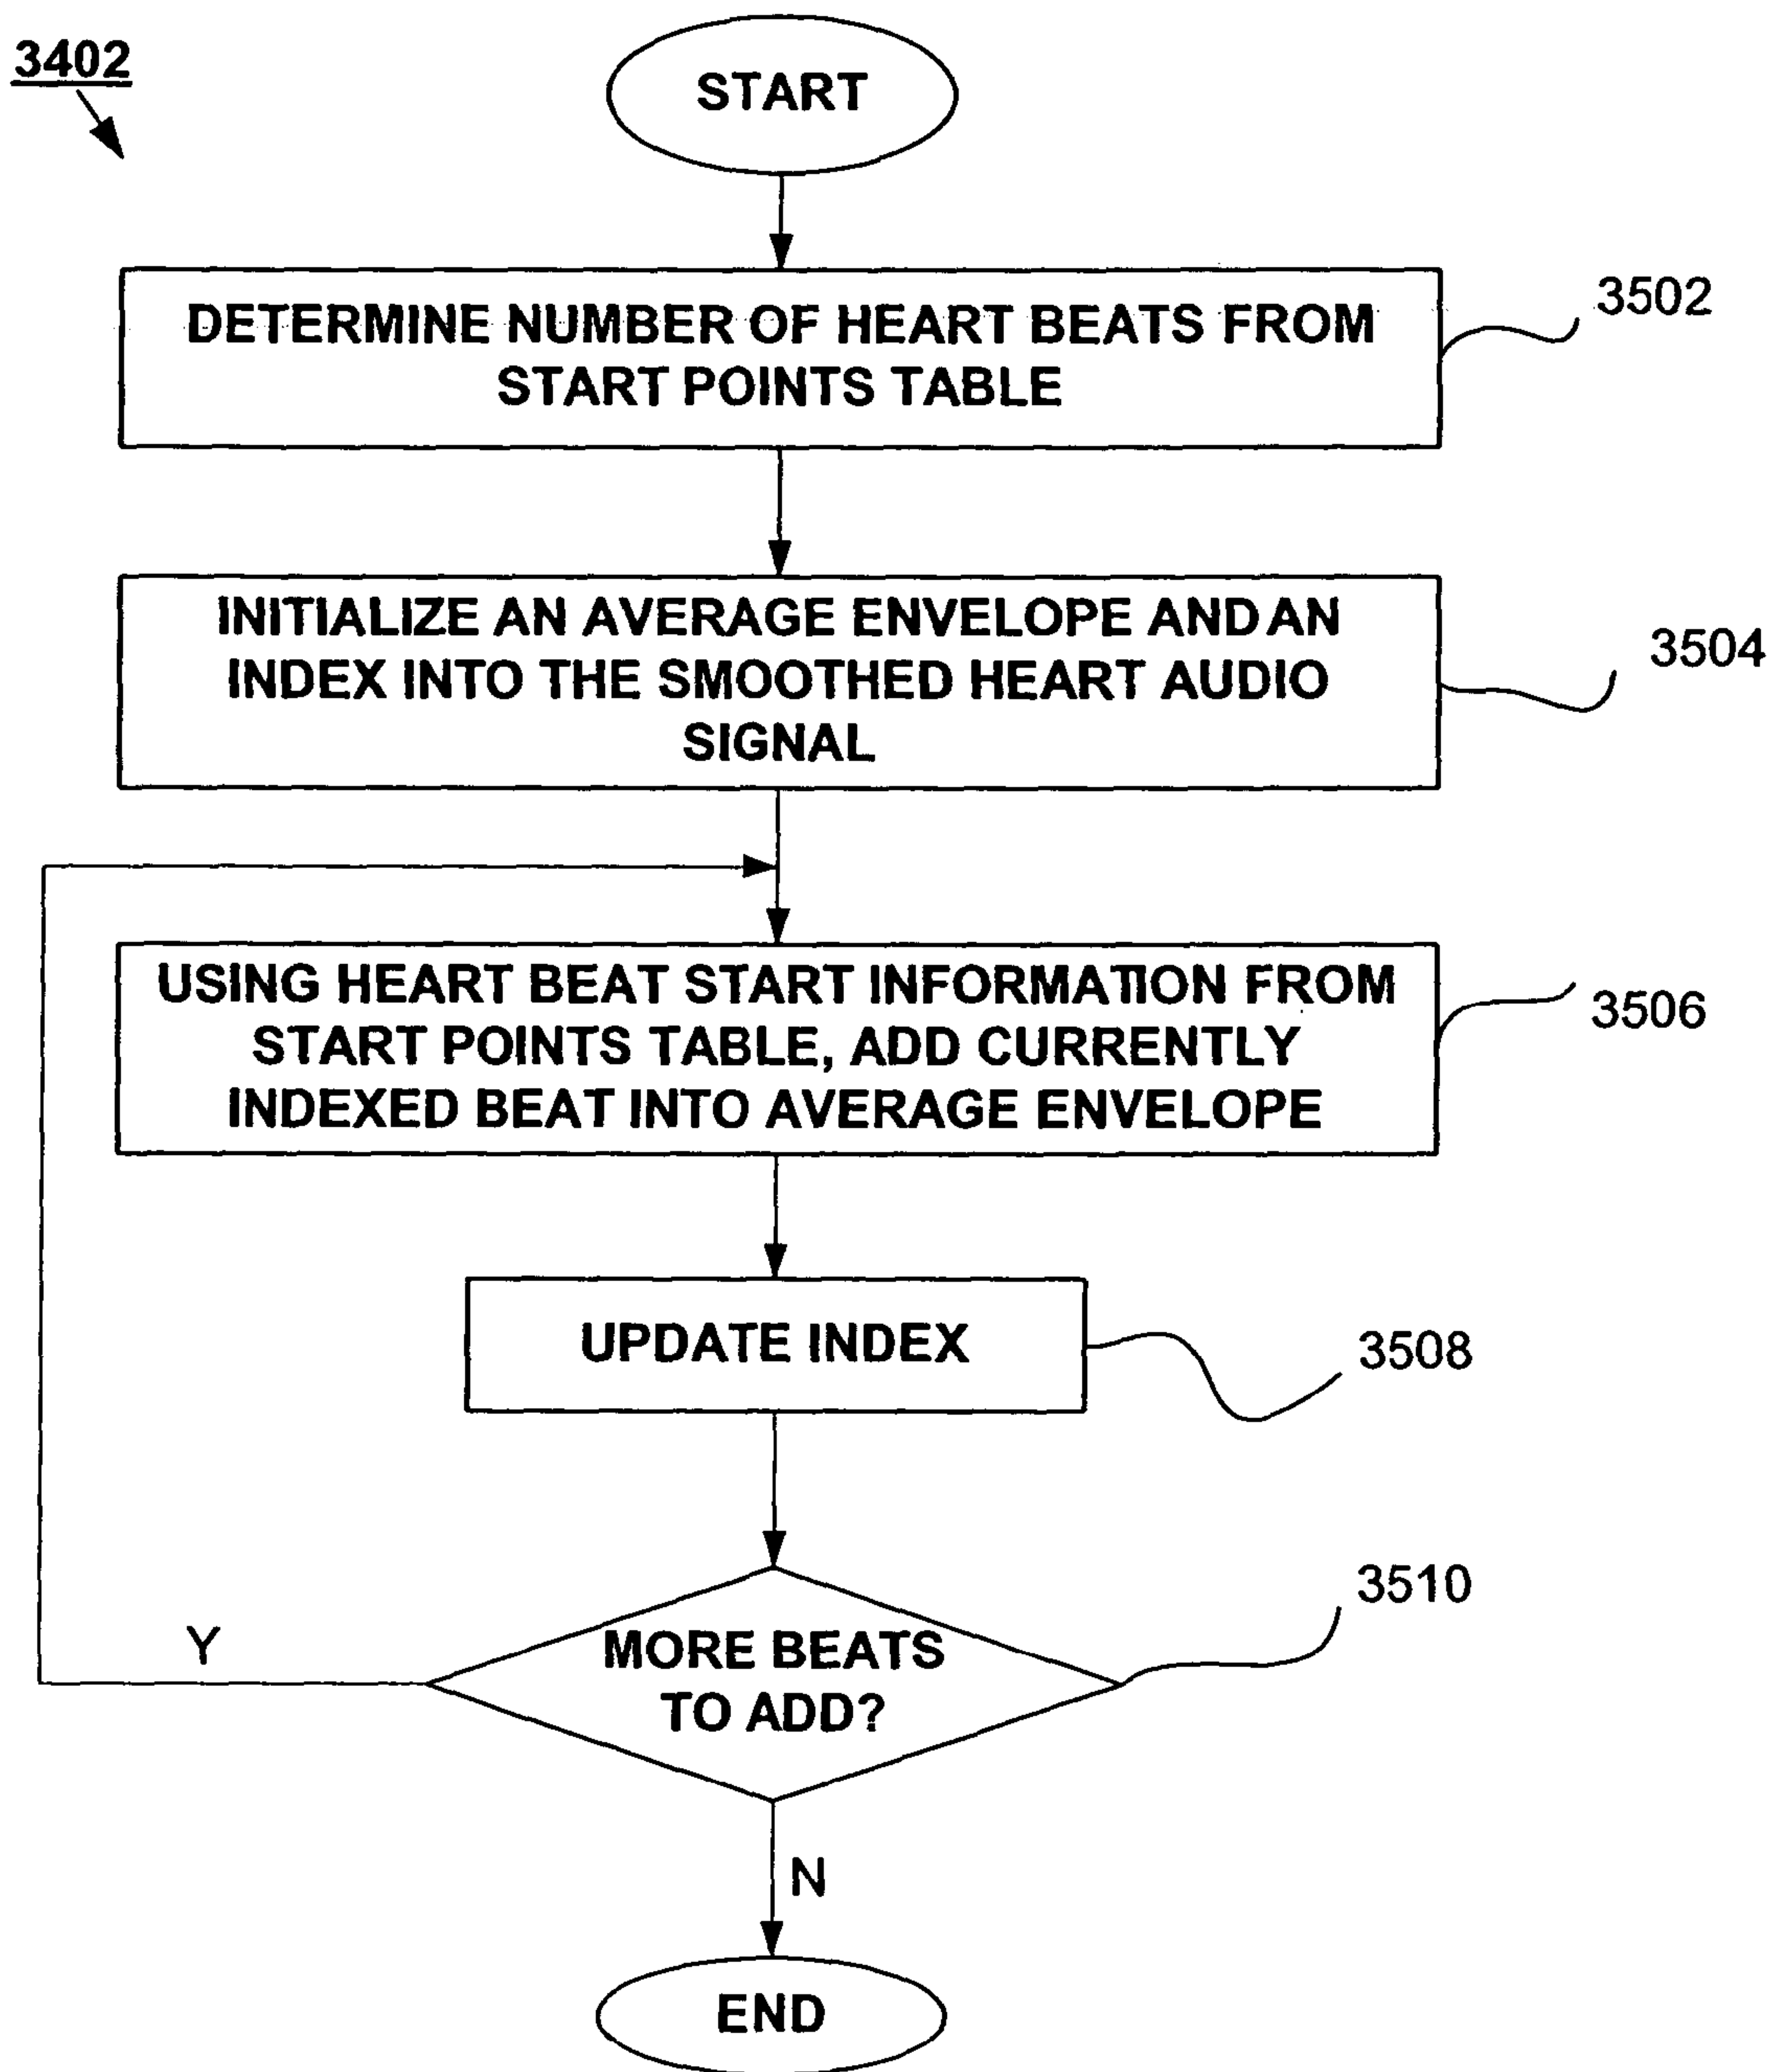 3402
START
DETERMINE NUMBER OF HEART BEATS FROM
START POINTS TABLE
3502
INITIALIZE AN AVERAGE ENVELOPE AND AN
INDEX INTO THE SMOOTHED HEART AUDIO
SIGNAL
3504
USING HEART BEAT START INFORMATION FROM
START POINTS TABLE, ADD CURRENTLY
INDEXED BEAT INTO AVERAGE ENVELOPE
3506
UPDATE INDEX
3508
MORE BEATS
TO ADD?
3510
Y
N
END